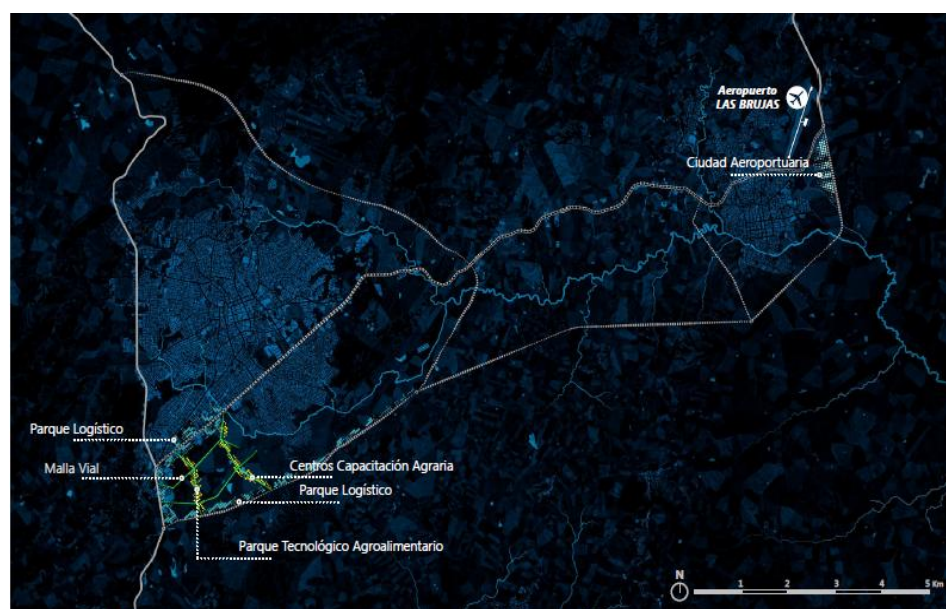 Aeropuerto
LAS BRUJAS
Ciudad Aeroportuaria
Parque Logístico
Malla Vial
Centros Capacitación Agraria
Parque Logístico
Parque Tecnológico Agroalimentario
N
1 2 3 4 5 Km